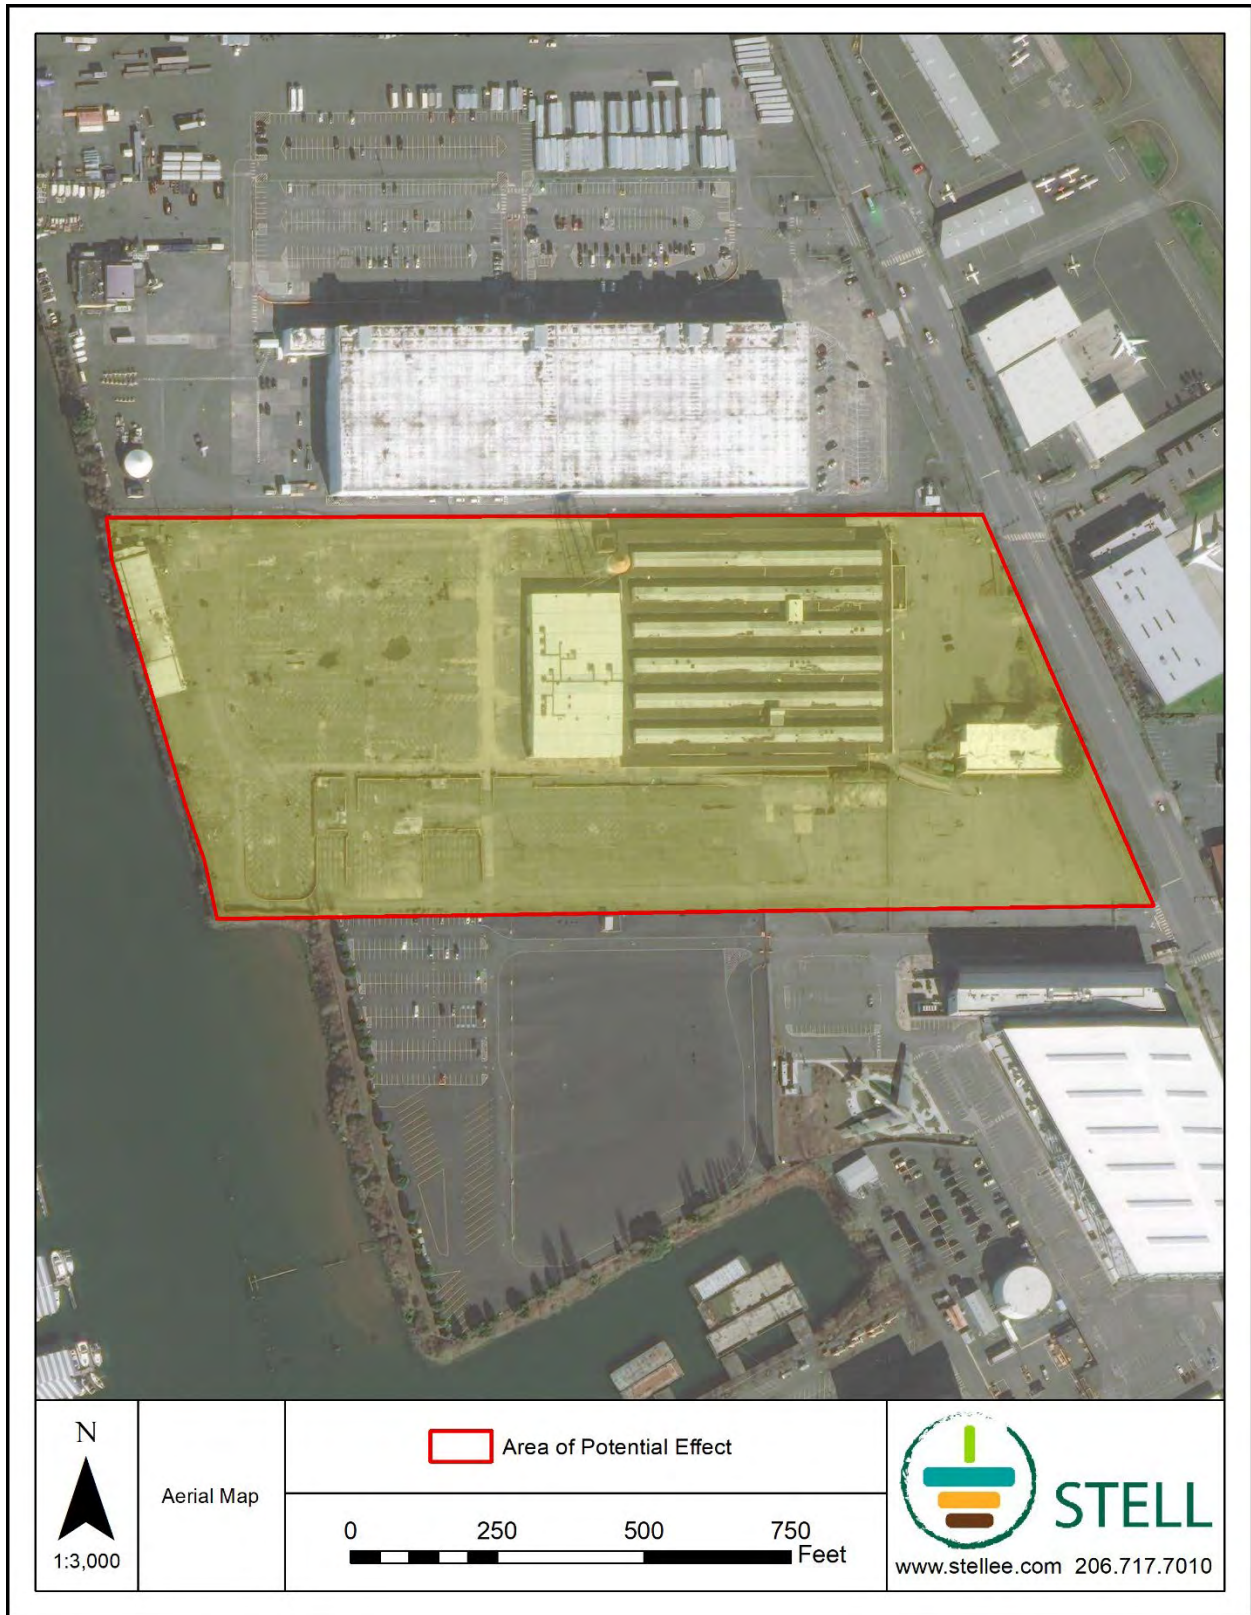 N
1:3,000
Aerial Map
Area of Potential Effect
0 250 500 750
Feet
STELL
www.stellee.com 206.717.7010